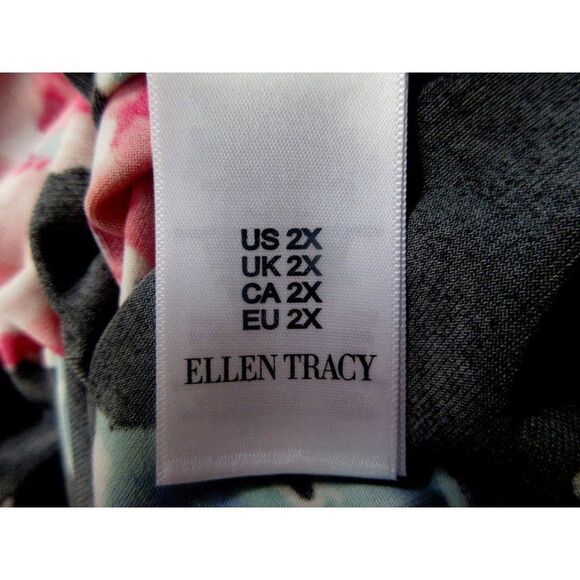 US 2X
UK 2X
CA 2X
EU 2X
ELLEN TRACY